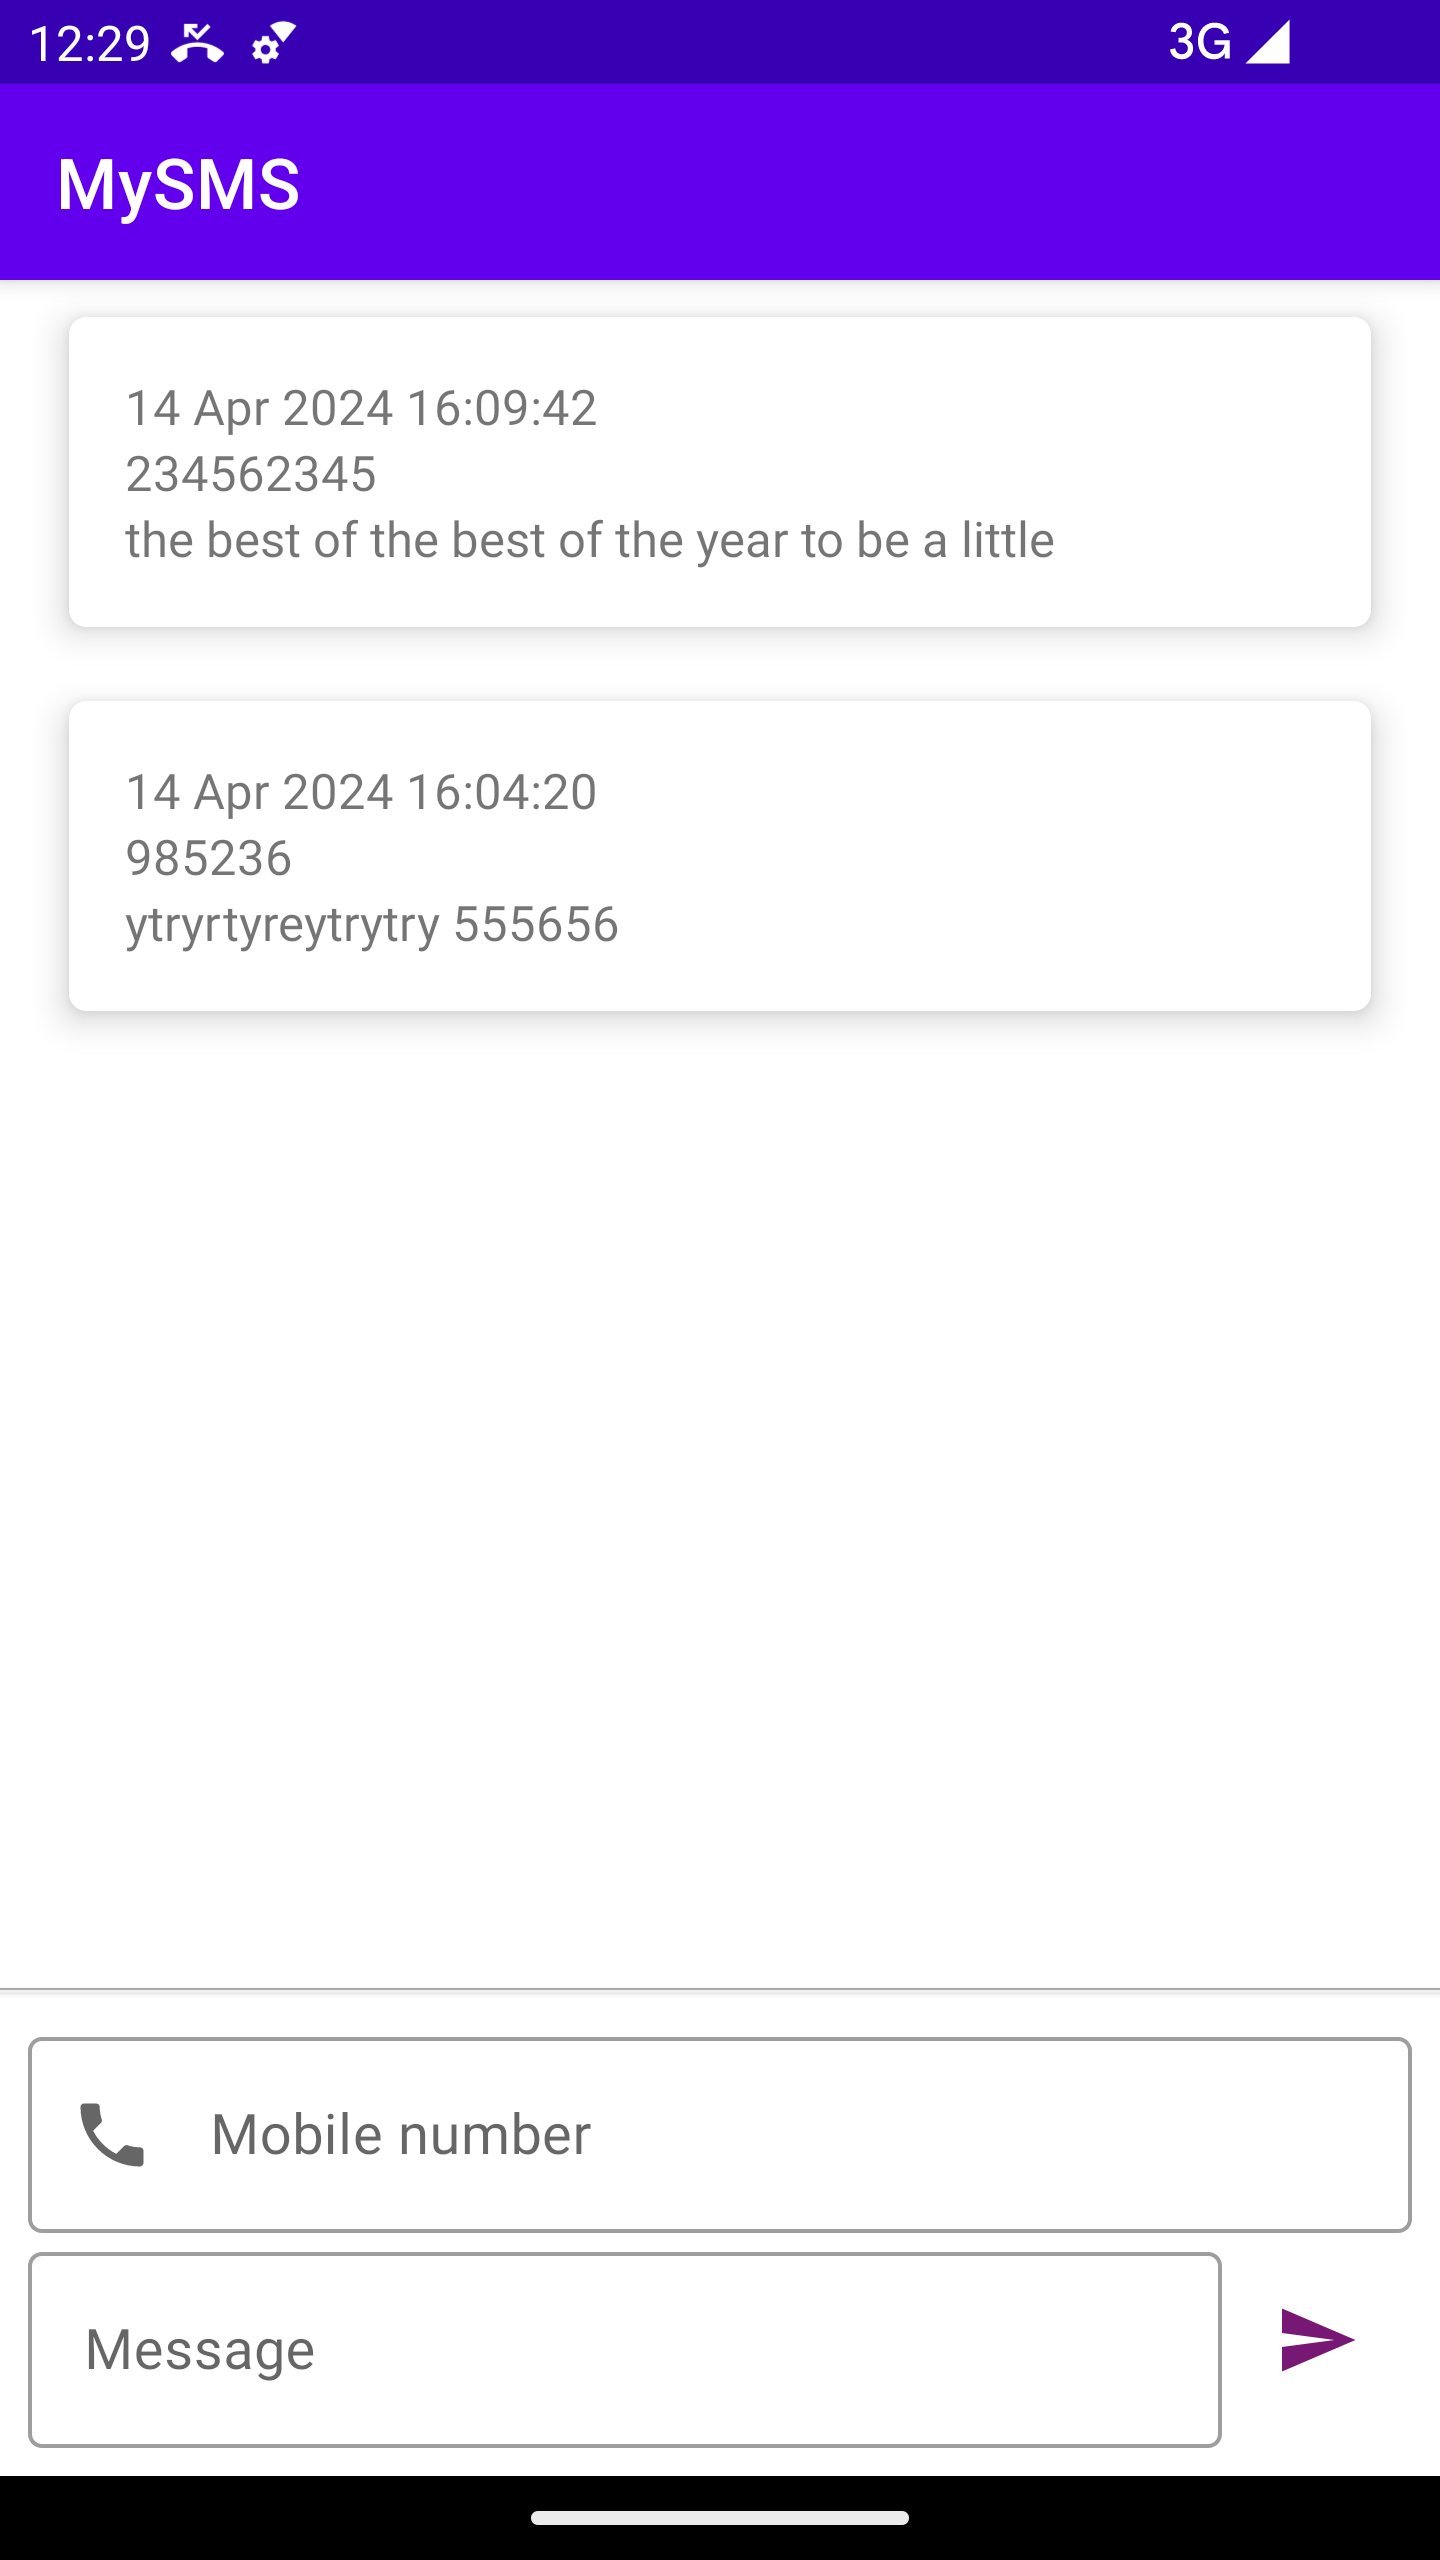 12:29 3G
MySMS
14 Apr 2024 16:09:42
234562345
the best of the best of the year to be a little
14 Apr 2024 16:04:20
985236
ytryrtyreytrytry 555656
Mobile number
Message